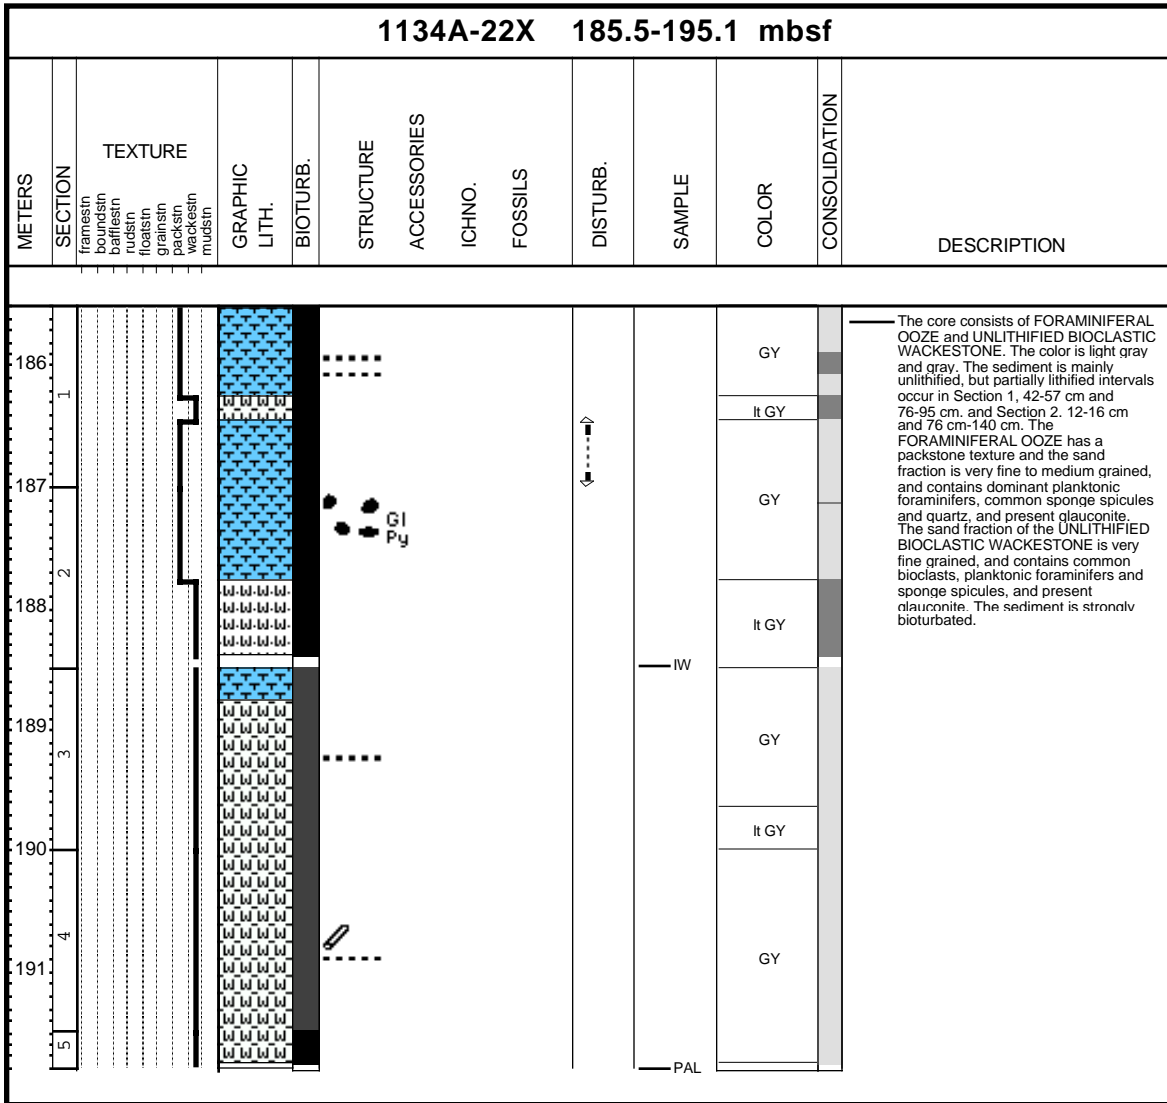 1134A-22X 185.5-195.1 mbsf
METERS
SECTION
TEXTURE
framestn
boundstn
bafflestn
rudstn
floatstn
grainstn
packstn
wackestn
mudstn
GRAPHIC
LITH.
BIOTURB.
STRUCTURE
ACCESSORIES
ICHNO.
FOSSILS
DISTURB.
SAMPLE
COLOR
CONSOLIDATION
DESCRIPTION
186
187
188
189
190
191
1
2
3
4
5
Gl
Py
IW
PAL
GY
lt GY
GY
lt GY
GY
lt GY
GY
The core consists of FORAMINIFERAL
OOZE and UNLITHIFIED BIOCLASTIC
WACKESTONE. The color is light gray
and gray. The sediment is mainly
unlithified, but partially lithified intervals
occur in Section 1, 42-57 cm and
76-95 cm. and Section 2. 12-16 cm
and 76 cm-140 cm. The
FORAMINIFERAL OOZE has a
packstone texture and the sand
fraction is very fine to medium grained,
and contains dominant planktonic
foraminifers, common sponge spicules
and quartz, and present glauconite.
The sand fraction of the UNLITHIFIED
BIOCLASTIC WACKESTONE is very
fine grained, and contains common
bioclasts, planktonic foraminifers and
sponge spicules, and present
glauconite. The sediment is strongly
bioturbated.